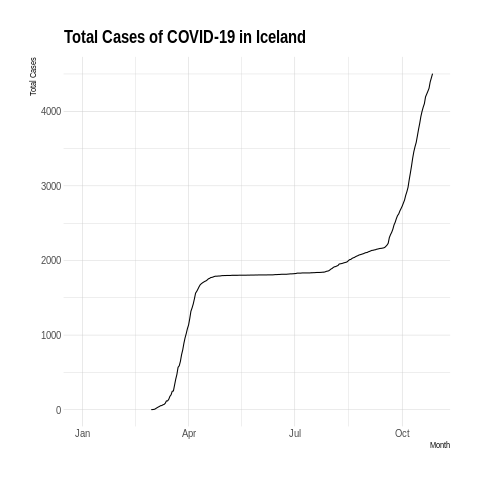 Total Cases of COVID-19 in Iceland
Total Cases
4000
3000
2000
1000
0
Jan Apr Jul Oct
Month